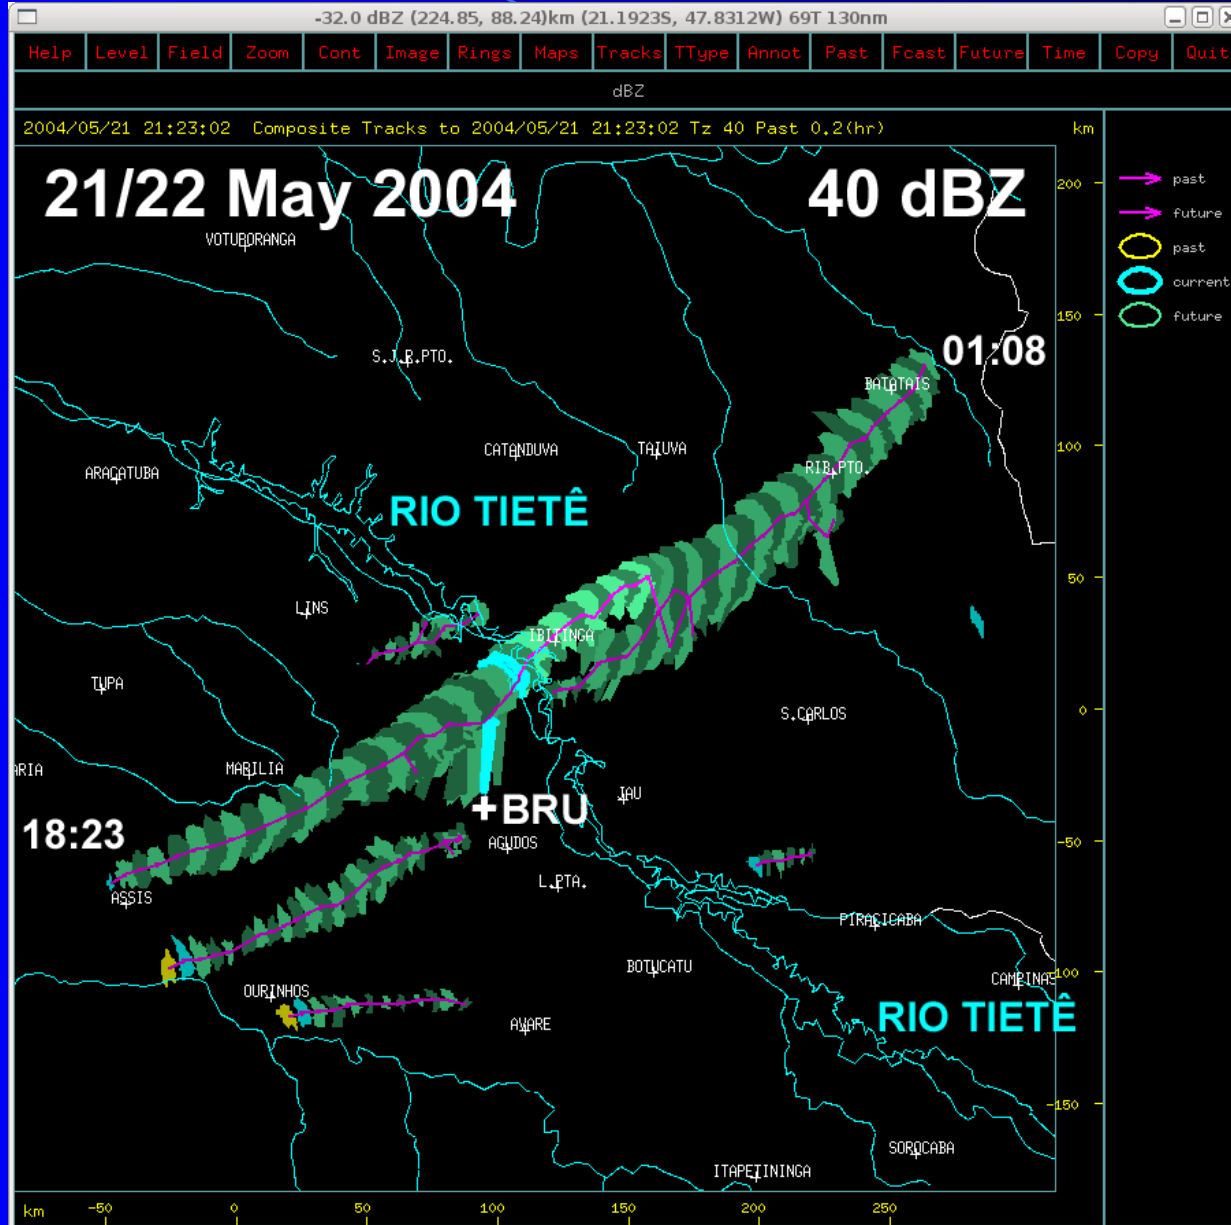 -32.0 dBZ (224.85, 88.24)km (21.1923S, 47.8312W) 69T 130nm
Help Level Field Zoom Cont Image Rings Maps Tracks TType Annot Past Fcast Future Time Copy Quit
dBZ
2004/05/21 21:23:02 Composite Tracks to 2004/05/21 21:23:02 Tz 40 Past 0.2(hr) km
past
21/22 May 2004 40 dBZ
200
future
VOTUPORANGA
past
current
future
150
S.J.R.PTO.
01:08
BATATAIS
CATANDUVA TAIUVA
100
ARAÇATUBA
RIB.PTO.
RIO TIETÊ
50
LINS
IBITINGA
TUPA
S.CARLOS
0
ARIA
MARILIA
JAU
+BRU
18:23
AGUDOS
-50
L.PTA.
ASSIS
PIRACICABA
BOTUCATU
CAMPINAS
-100
OURINHOS
RIO TIETÊ
AVARE
-150
SOROCABA
ITAPETININGA
km -50 0 50 100 150 200 250